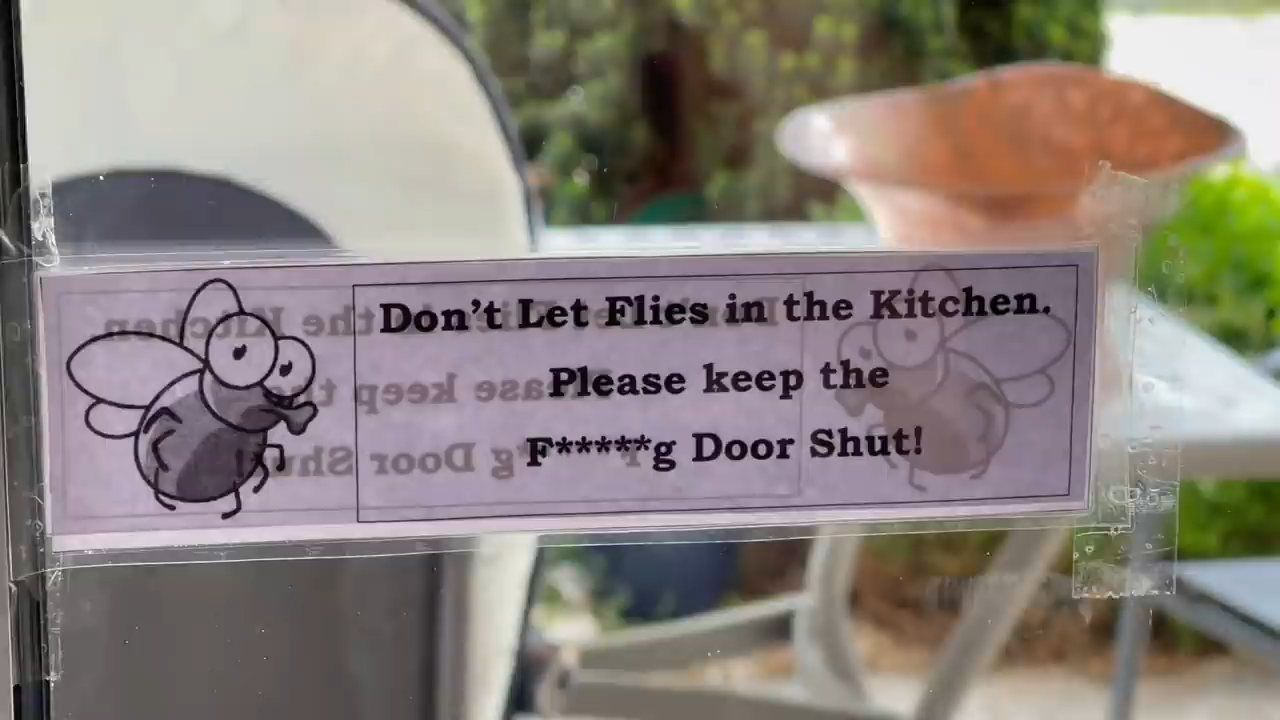 Don't Let Flies in the Kitchen.
Please keep the
F*****g Door Shut!